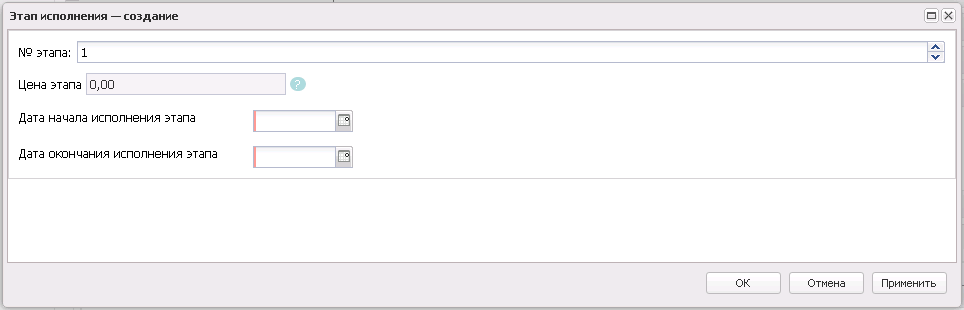 Этап исполнения — создание
№ этапа: 1
Цена этапа 0,00 ?
Дата начала исполнения этапа
Дата окончания исполнения этапа
ОК Отмена Применить